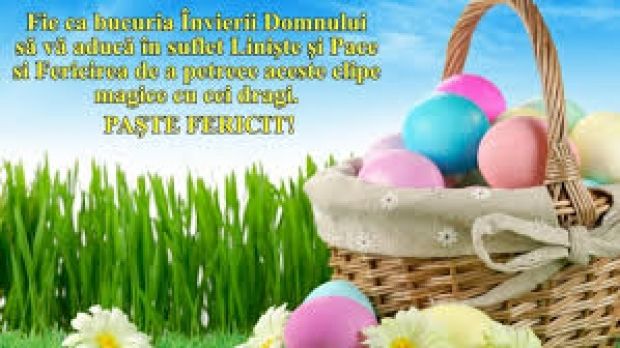 Fie ca bucuria Învierii Domnului
să vă aducă în suflet Liniște și Pace
si Fericirea de a petrece aceste clipe
magice cu cei dragi.
PAȘTE FERICIT!